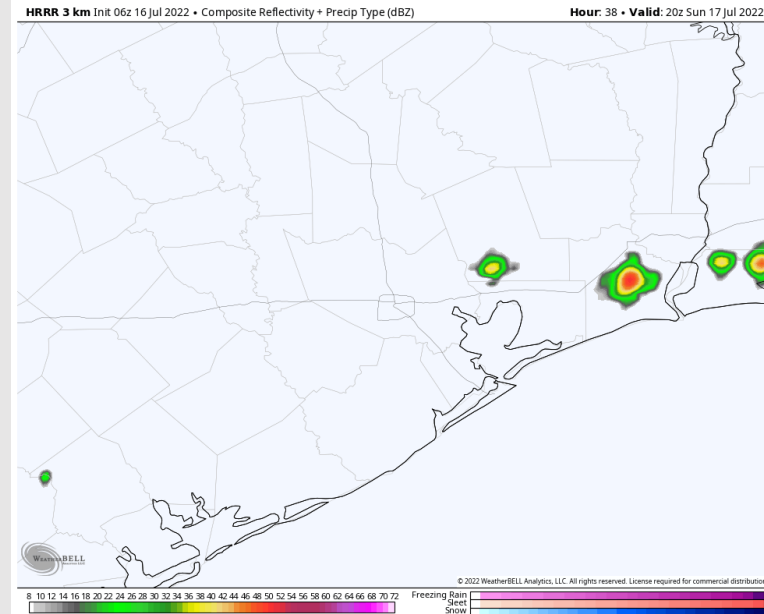 HRRR 3 km Init 06z 16 Jul 2022 • Composite Reflectivity + Precip Type (dBZ) Hour: 38 • Valid: 20z Sun 17 Jul 2022
WEATHERBELL
© 2022 WeatherBELL Analytics, LLC. All rights reserved. License required for commercial distribution
8 10 12 14 16 18 20 22 24 26 28 30 32 34 36 38 40 42 44 46 48 50 52 54 56 58 60 62 64 66 68 70 72
Freezing Rain
Sleet
Snow